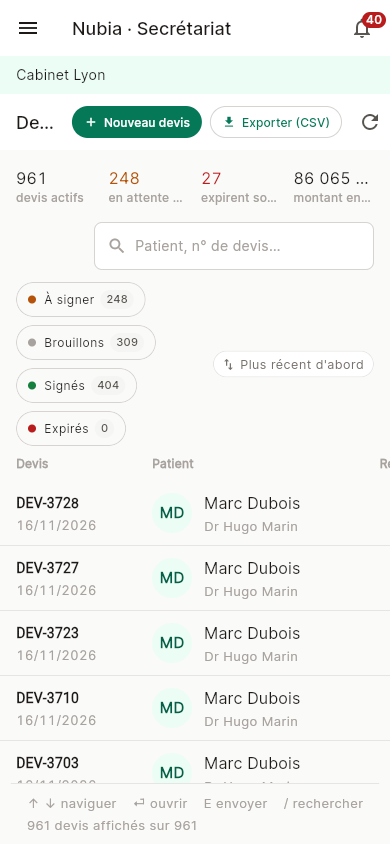 Nubia · Secrétariat
40
Cabinet Lyon
De...
+ Nouveau devis
Exporter (CSV)
961
248
27
86 065 ...
devis actifs
en attente ...
expirent so...
montant en...
Patient, n° de devis...
À signer 248
Brouillons 309
Signés 404
Expirés 0
Plus récent d'abord
Devis
Patient
DEV-3728
16/11/2026
MD
Marc Dubois
Dr Hugo Marin
DEV-3727
16/11/2026
MD
Marc Dubois
Dr Hugo Marin
DEV-3723
16/11/2026
MD
Marc Dubois
Dr Hugo Marin
DEV-3710
16/11/2026
MD
Marc Dubois
Dr Hugo Marin
DEV-3703
MD
Marc Dubois
↑ ↓ naviguer
↵ ouvrir
E envoyer
/ rechercher
961 devis affichés sur 961